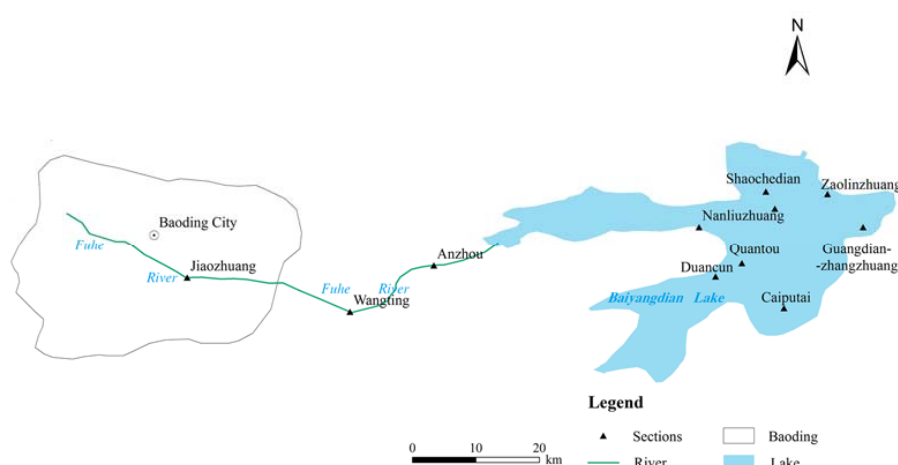 N
Shaochedian
Zaolinzhuang
Baoding City
Nanliuzhuang
Fuhe
Anzhou
Quantou
Guangdian-
-zhangzhuang
Jiaozhuang
River
Duancun
Fuhe
River
Wangting
Baiyangdian Lake
Caiputai
Legend
Sections
Baoding
0
10
20
km
River
Lake